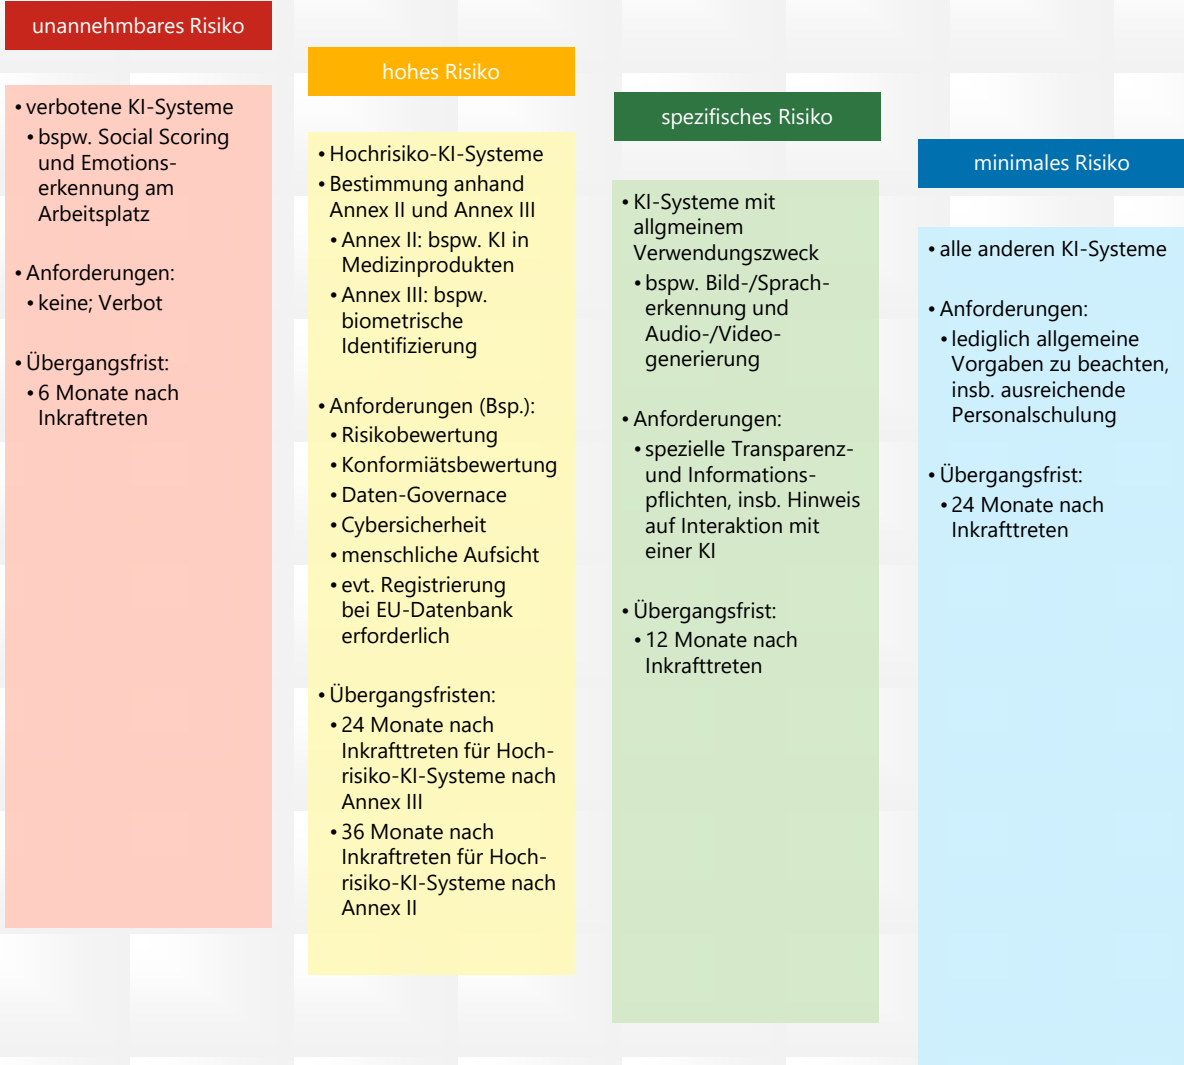 unannehmbares Risiko
• verbotene KI-Systeme
• bspw. Social Scoring
und Emotions-
erkennung am
Arbeitsplatz
• Anforderungen:
• keine; Verbot
• Übergangsfrist:
• 6 Monate nach
Inkraftreten
hohes Risiko
• Hochrisiko-KI-Systeme
• Bestimmung anhand
Annex II und Annex III
• Annex II: bspw. KI in
Medizinprodukten
• Annex III: bspw.
biometrische
Identifizierung
• Anforderungen (Bsp.):
• Risikobewertung
• Konformiätsbewertung
• Daten-Governace
• Cybersicherheit
• menschliche Aufsicht
• evt. Registrierung
bei EU-Datenbank
erforderlich
• Übergangsfristen:
• 24 Monate nach
Inkrafttreten für Hoch-
risiko-KI-Systeme nach
Annex III
• 36 Monate nach
Inkraftreten für Hoch-
risiko-KI-Systeme nach
Annex II
spezifisches Risiko
• KI-Systeme mit
allgmeinem
Verwendungszweck
• bspw. Bild-/Sprach-
erkennung und
Audio-/Video-
generierung
• Anforderungen:
• spezielle Transparenz-
und Informations-
pflichten, insb. Hinweis
auf Interaktion mit
einer KI
• Übergangsfrist:
• 12 Monate nach
Inkrafttreten
minimales Risiko
• alle anderen KI-Systeme
• Anforderungen:
• lediglich allgemeine
Vorgaben zu beachten,
insb. ausreichende
Personalschulung
• Übergangsfrist:
• 24 Monate nach
Inkrafttreten